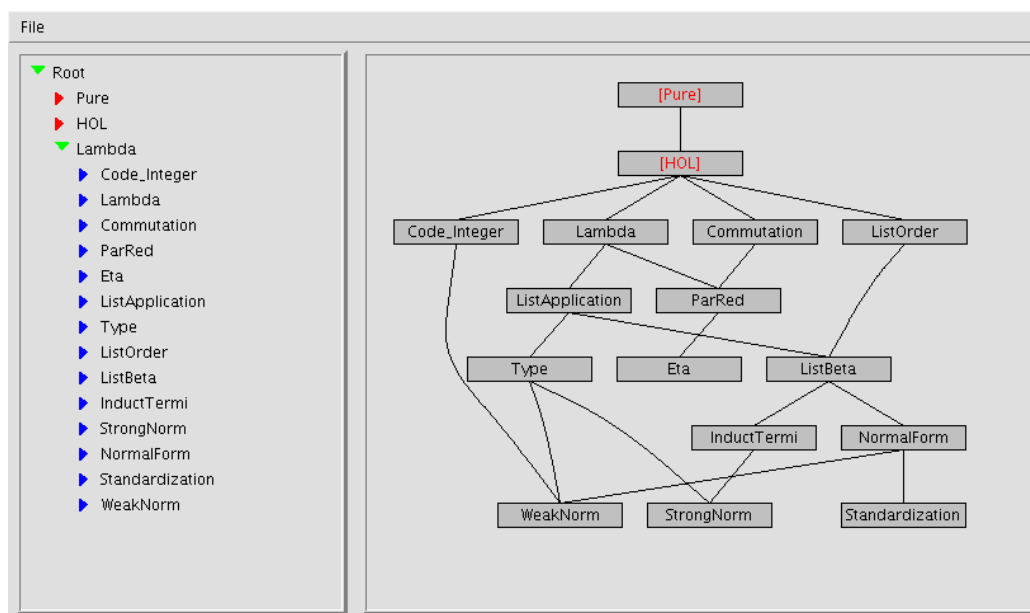 File
Root
Pure
HOL
Lambda
Code_Integer
Lambda
Commutation
ParRed
Eta
ListApplication
Type
ListOrder
ListBeta
InductTermi
StrongNorm
NormalForm
Standardization
WeakNorm
[Pure]
[HOL]
Code_Integer Lambda Commutation ListOrder
ListApplication ParRed
Type Eta ListBeta
InductTermi NormalForm
WeakNorm StrongNorm Standardization